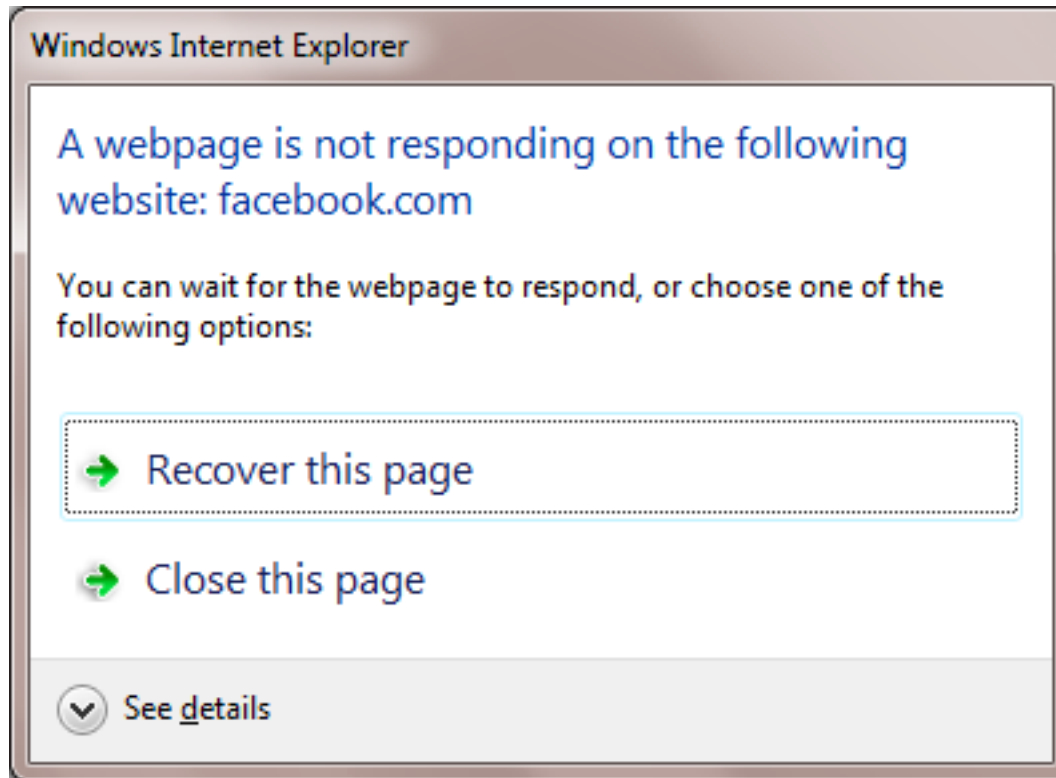 Windows Internet Explorer
A webpage is not responding on the following
website: facebook.com
You can wait for the webpage to respond, or choose one of the
following options:
Recover this page
Close this page
See details